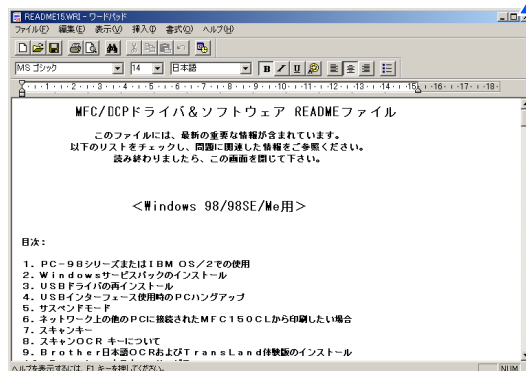 README15.WRI - ワードパッド
ファイル(F) 編集(E) 表示(V) 挿入(I) 書式(O) ヘルプ(H)
MS ゴシック 14 日本語 B U
1 2 3 4 5 6 7 8 9 10 11 12 13 14 15 16 17 18
MFC/DCPドライバ&ソフトウェア READMEファイル
このファイルには、最新の重要な情報が含まれています。
以下のリストをチェックし、問題に関連した情報をご参照ください。
読み終わりましたら、この画面を閉じて下さい。
<Windows 98/98SE/Me用>
目次:
1.PC-98シリーズまたはIBM OS/2での使用
2.Windowsサービスパックのインストール
3.USBドライバの再インストール
4.USBインターフェース使用時のPCハングアップ
5.サスペンドモード
6.ネットワーク上の他のPCに接続されたMFC150CLから印刷したい場合
7.スキャンキー
8.スキャンOCR キーについて
9.Brother日本語OCRおよびTransLand体験版のインストール
ヘルプを表示するには、F1 キーを押してください。 NUM